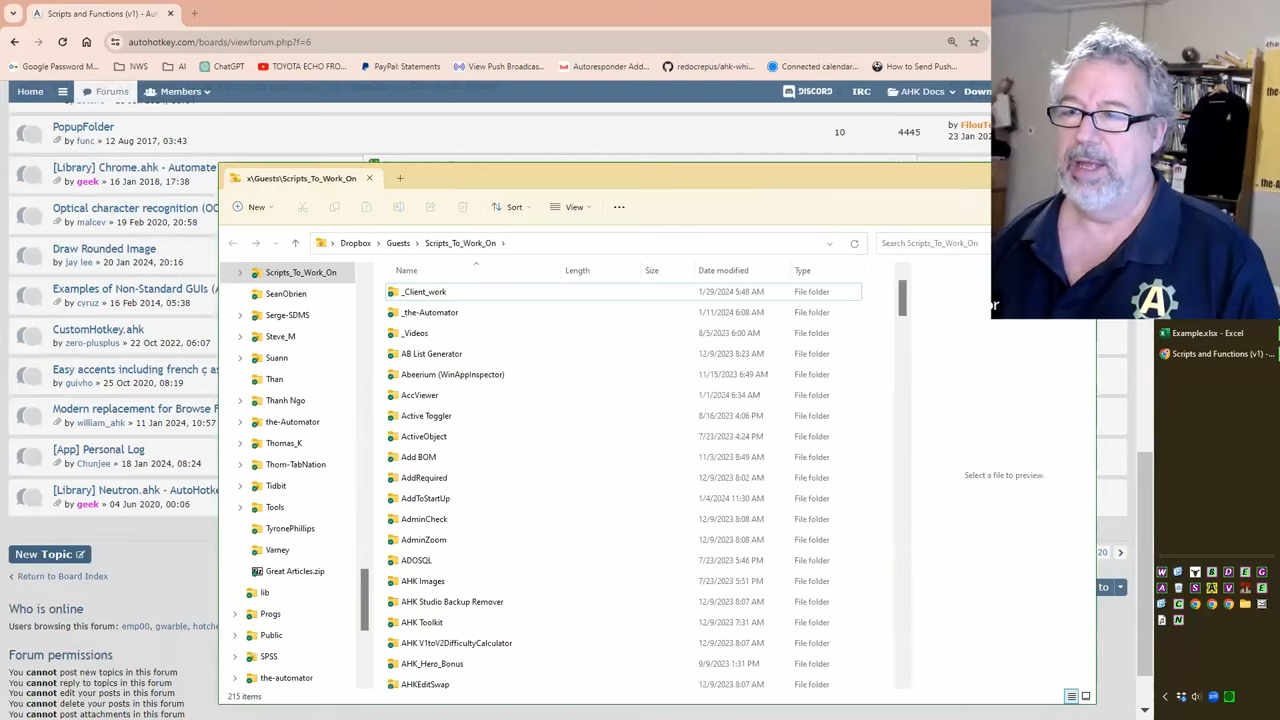 Scripts and Functions (v1) - Aut
autohotkey.com/boards/viewforum.php?f=6
Google Password M...
NWS
AI
ChatGPT
TOYOTA ECHO FRO...
PayPal: Statements
View Push Broadcas...
Autoresponder Add...
redocrepus/ahk-whi...
Connected calendar...
How to Send Push...
Home
Forums
Members
DISCORD
IRC
AHK Docs
Down
PopupFolder
by func » 12 Aug 2017, 03:43
10
4445
by FilouTe
23 Jan 202
[Library] Chrome.ahk - Automate
by geek » 16 Jan 2018, 17:38
Optical character recognition (OC
by malcev » 19 Feb 2020, 50:58
Draw Rounded Image
by jay lee » 20 Jan 2024, 20:16
Examples of Non-Standard GUIs (A
by cyruz » 16 Feb 2014, 05:38
CustomHotkey.ahk
by zero-plusplus » 22 Oct 2022, 06:07
Easy accents including french ç as
by guivho » 25 Oct 2020, 08:19
Modern replacement for Browse F
by william_ahk » 11 Jan 2024, 10:57
[App] Personal Log
by Chunjee » 18 Jan 2024, 08:24
[Library] Neutron.ahk - AutoHotke
by geek » 04 Jun 2020, 00:06
New Topic
Return to Board Index
20
to
Who is online
Users browsing this forum: emp00, gwarble, hotche
Forum permissions
You cannot post new topics in this forum
You cannot reply to topics in this forum
You cannot edit your posts in this forum
You cannot delete your posts in this forum
You cannot post attachments in this forum
x\Guests\Scripts_To_Work_On
New
Sort
View
Dropbox
Guests
Scripts_To_Work_On
Search Scripts_To_Work_On
Scripts_To_Work_On
SeanObrien
Serge-SDMS
Steve_M
Suann
Than
Thanh Ngo
the-Automator
Thomas_K
Thorn-TabNation
Tidbit
Tools
TyronePhillips
Varney
Great Articles.zip
lib
Progs
Public
SPSS
the-automator
215 items
Name Length Size Date modified Type
_Client_work 1/29/2024 5:48 AM File folder
_the-Automator 1/11/2024 6:08 AM File folder
_Videos 8/5/2023 6:00 AM File folder
AB List Generator 12/9/2023 8:23 AM File folder
Abeerium (WinAppInspector) 11/15/2023 6:49 AM File folder
AccViewer 1/1/2024 6:34 AM File folder
Active Toggler 8/16/2023 4:06 PM File folder
ActiveObject 7/23/2023 4:24 PM File folder
Add BOM 11/3/2023 8:49 AM File folder
AddRequired 12/9/2023 8:02 AM File folder
AddToStartUp 1/4/2024 11:30 AM File folder
AdminCheck 12/9/2023 8:08 AM File folder
AdminZoom 12/9/2023 8:08 AM File folder
ADOSQL 7/23/2023 5:46 PM File folder
AHK Images 7/23/2023 5:51 PM File folder
AHK Studio Backup Remover 12/9/2023 8:07 AM File folder
AHK Toolkit 12/9/2023 7:31 AM File folder
AHK V1toV2DifficultyCalculator 12/9/2023 8:07 AM File folder
AHK_Hero_Bonus 9/9/2023 1:31 PM File folder
AHKEditSwap 12/9/2023 8:07 AM File folder
Select a file to preview.
or
A
Example.xlsx - Excel
Scripts and Functions (v1) -...